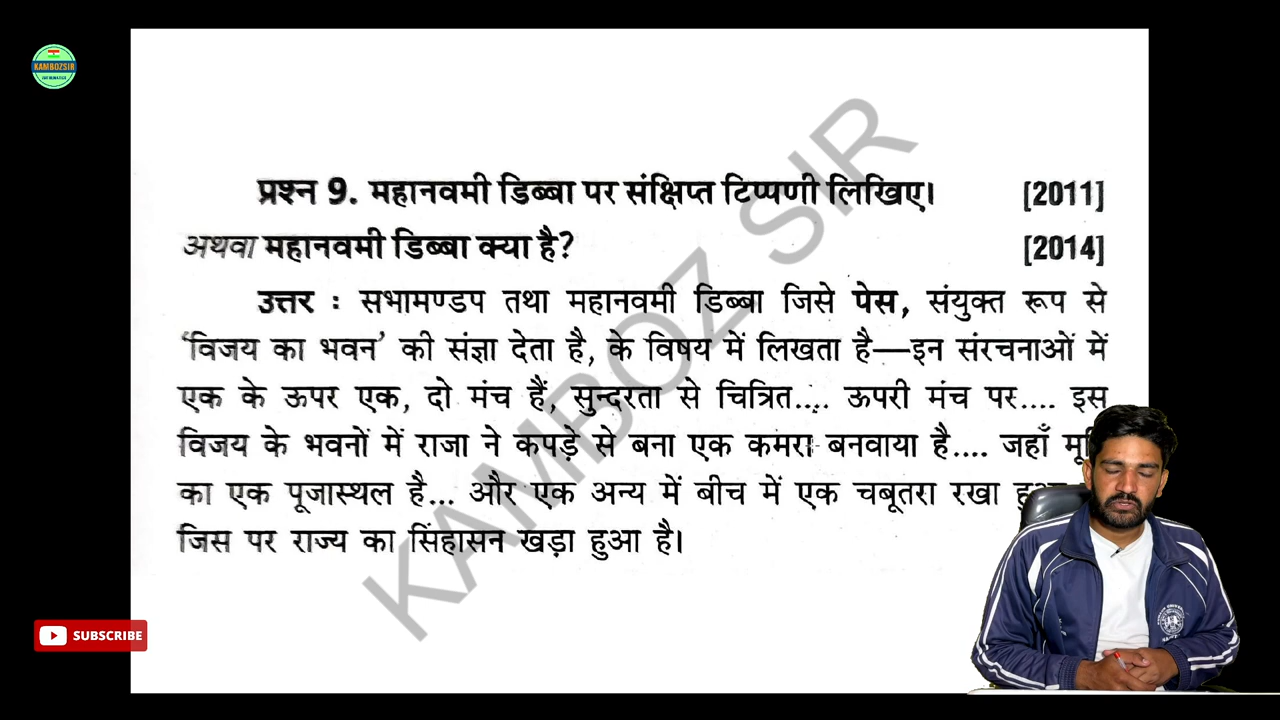 KAMBOZSIR
प्रश्न 9. महानवमी डिब्बा पर संक्षिप्त टिप्पणी लिखिए। [2011]
अथवा महानवमी डिब्बा क्या है? [2014]
उत्तर : सभामण्डप तथा महानवमी डिब्बा जिसे पेस, संयुक्त रूप से
'विजय का भवन' की संज्ञा देता है, के विषय में लिखता है—इन संरचनाओं में
एक के ऊपर एक, दो मंच हैं, सुन्दरता से चित्रित.... ऊपरी मंच पर.... इस
विजय के भवनों में राजा ने कपड़े से बना एक कमरा बनवाया है.... जहाँ
का एक पूजास्थल है... और एक अन्य में बीच में एक चबूतरा रखा
जिस पर राज्य का सिंहासन खड़ा हुआ है।
KAMBOZ SIR
SUBSCRIBE